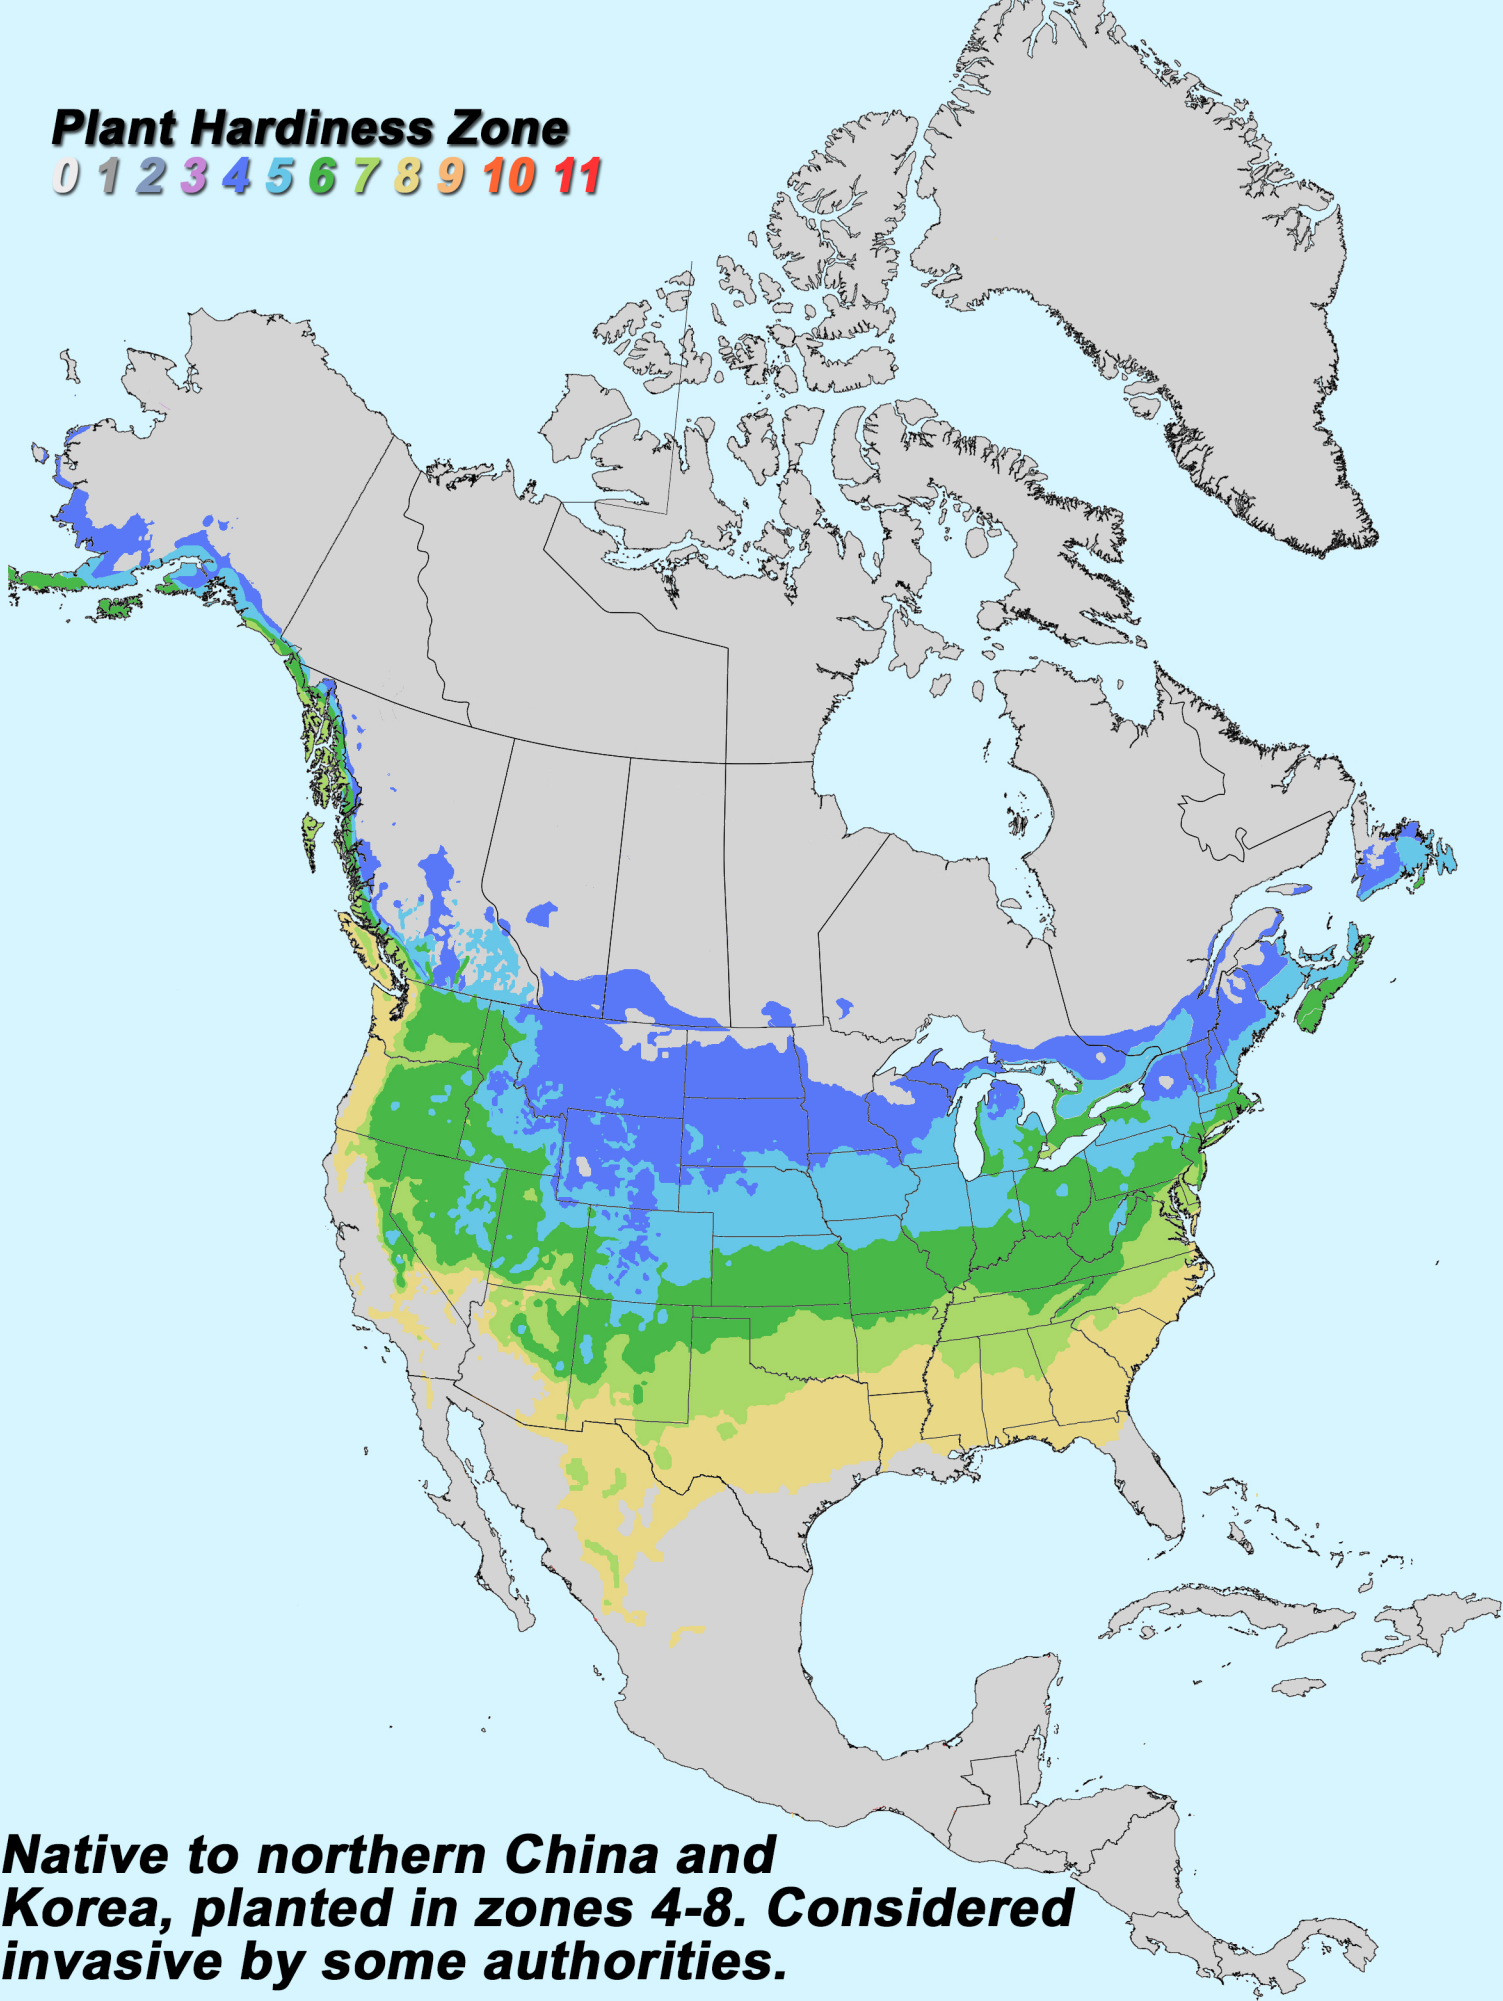 Plant Hardiness Zone
0 1 2 3 4 5 6 7 8 9 10 11
Native to northern China and
Korea, planted in zones 4-8. Considered
invasive by some authorities.